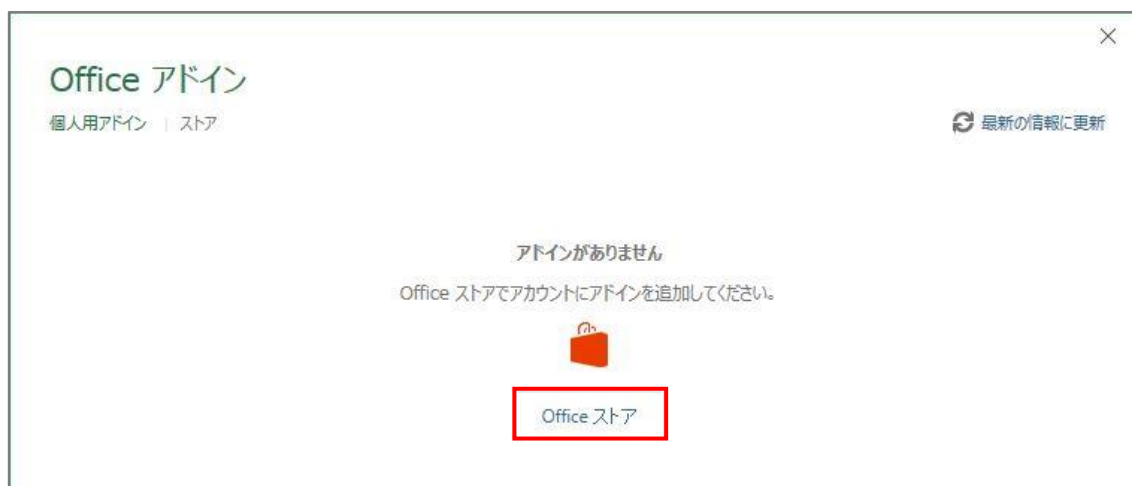 Office アドイン
個人用アドイン | ストア
最新の情報に更新
アドインがありません
Office ストアでアカウントにアドインを追加してください。
Office ストア